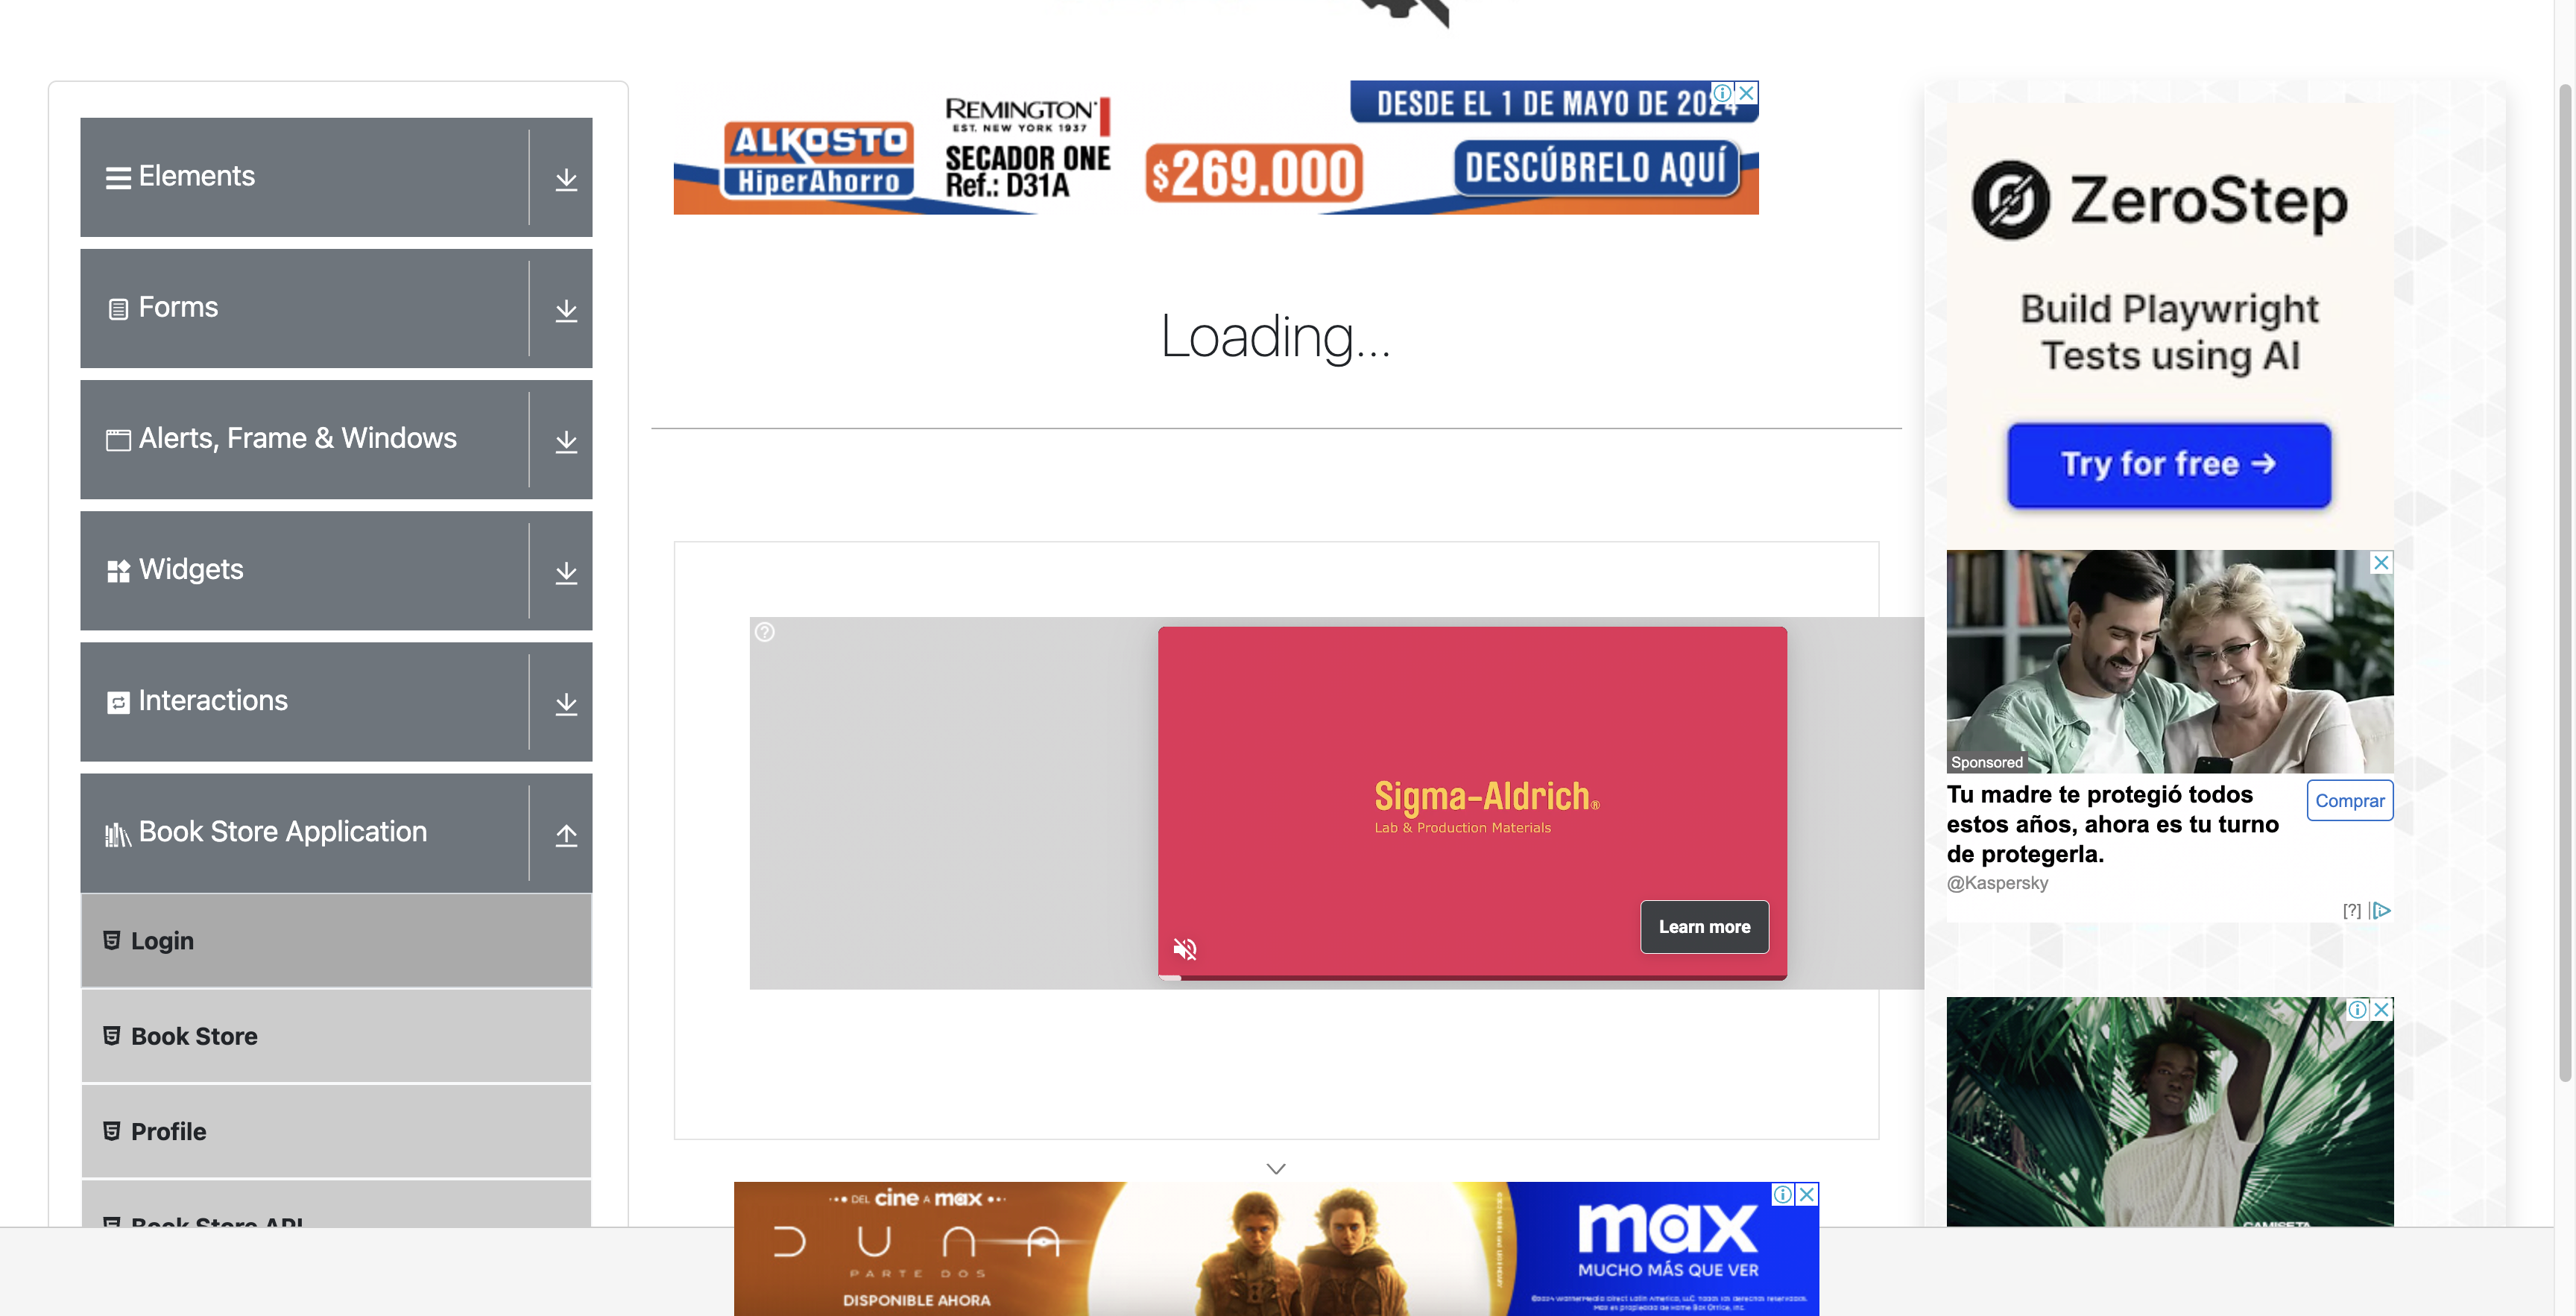 Elements
Forms
Alerts, Frame & Windows
Widgets
Interactions
Book Store Application
Login
Book Store
Profile
Book Store API
ALKOSTO
HiperAhorro
REMINGTON
EST. NEW YORK 1937
SECADOR ONE
Ref.: D31A
$269.000
DESDE EL 1 DE MAYO DE 2024
DESCÚBRELO AQUÍ
Loading...
Sigma-Aldrich®
Lab & Production Materials
Learn more
DEL cine A max
DUNA
PARTE DOS
DISPONIBLE AHORA
max
MUCHO MÁS QUE VER
ZeroStep
Build Playwright
Tests using AI
Try for free →
Sponsored
Tu madre te protegió todos
estos años, ahora es tu turno
de protegerla.
Comprar
@Kaspersky
[?]
CAMISETA